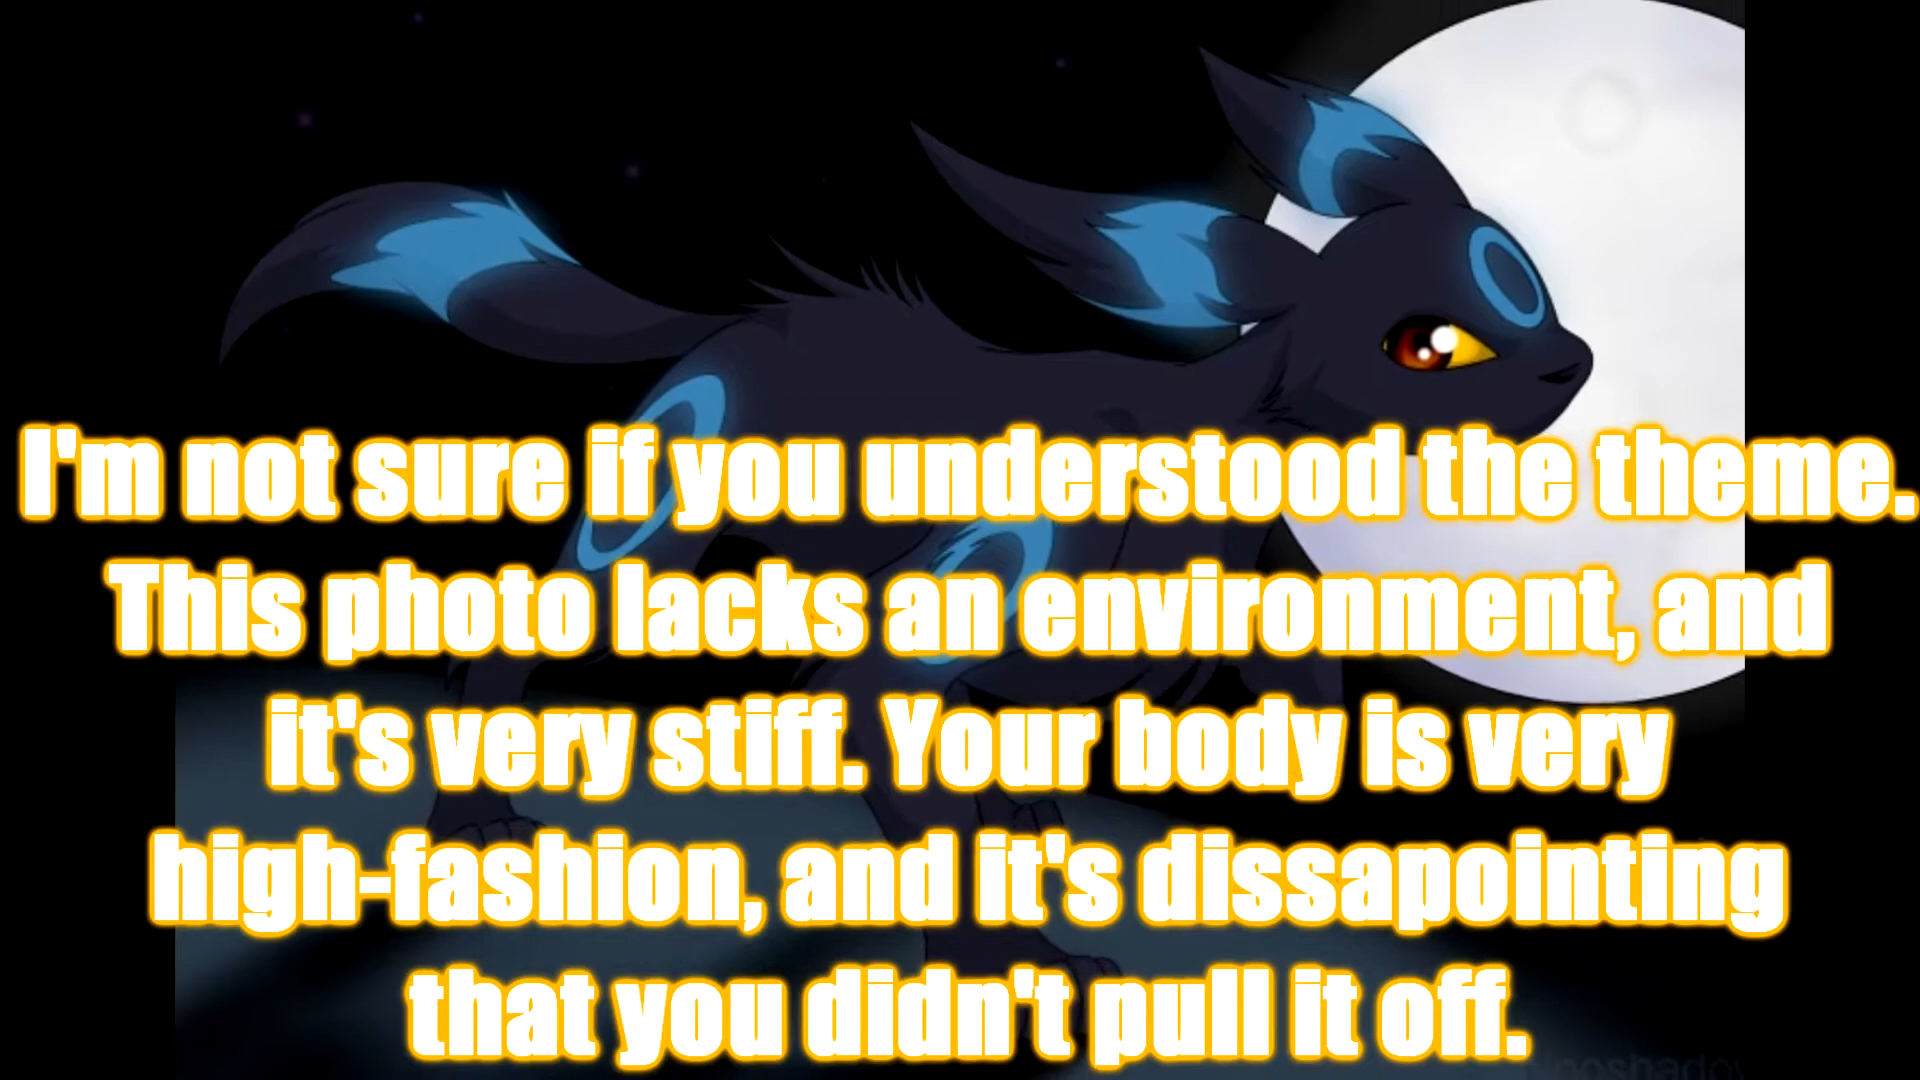 I'm not sure if you understood the theme.
This photo lacks an environment, and
it's very stiff. Your body is very
high-fashion, and it's dissapointing
that you didn't pull it off.